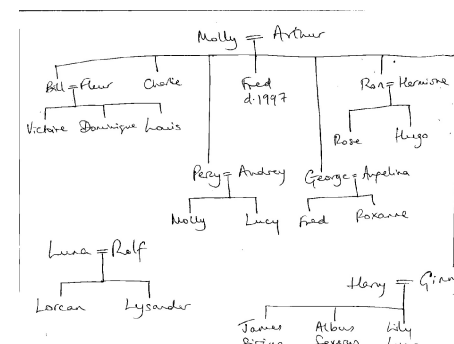 Molly = Arthur
Bill = Fleur Charlie Fred Ron = Hermione
d. 1997
Victoire Dominique Louis
Rose Hugo
Percy = Audrey George = Angelina
Molly Lucy Fred Roxanne
Luna = Rolf
Harry = Ginn
Lorcan Lysander
James Albus Lily